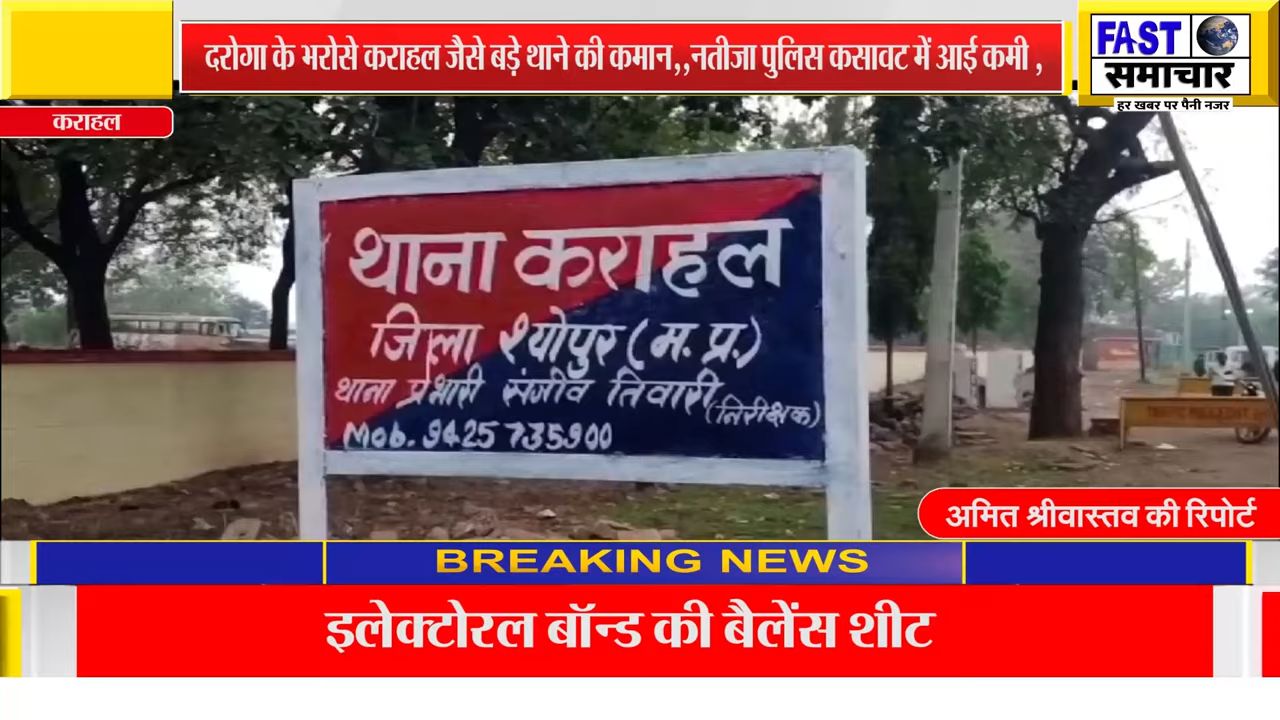 दरोगा के भरोसे कराहल जैसे बड़े थाने की कमान,,नतीजा पुलिस कसावट में आई कमी ,
FAST
समाचार
हर खबर पर पैनी नजर
कराहल
थाना कराहल
जिला श्योपुर (म.प्र.)
थाना प्रभारी संजीव तिवारी
(निरीक्षक)
Mob. 9425735900
अमित श्रीवास्तव की रिपोर्ट
BREAKING NEWS
इलेक्टोरल बॉन्ड की बैलेंस शीट